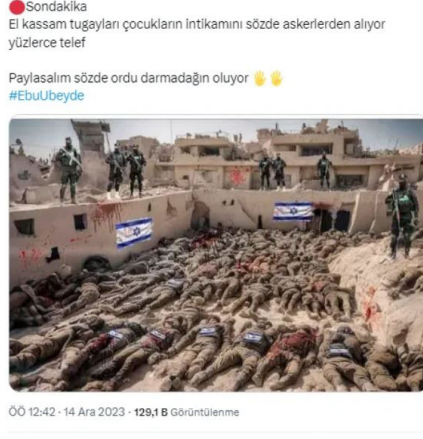 Sondakika
El kassam tugayları çocukların intikamını sözde askerlerden alıyor
yüzlerce telef
Paylasalım sözde ordu darmadağın oluyor
#EbuUbeyde
ÖÖ 12:42 · 14 Ara 2023 · 129,1 B Görüntülenme